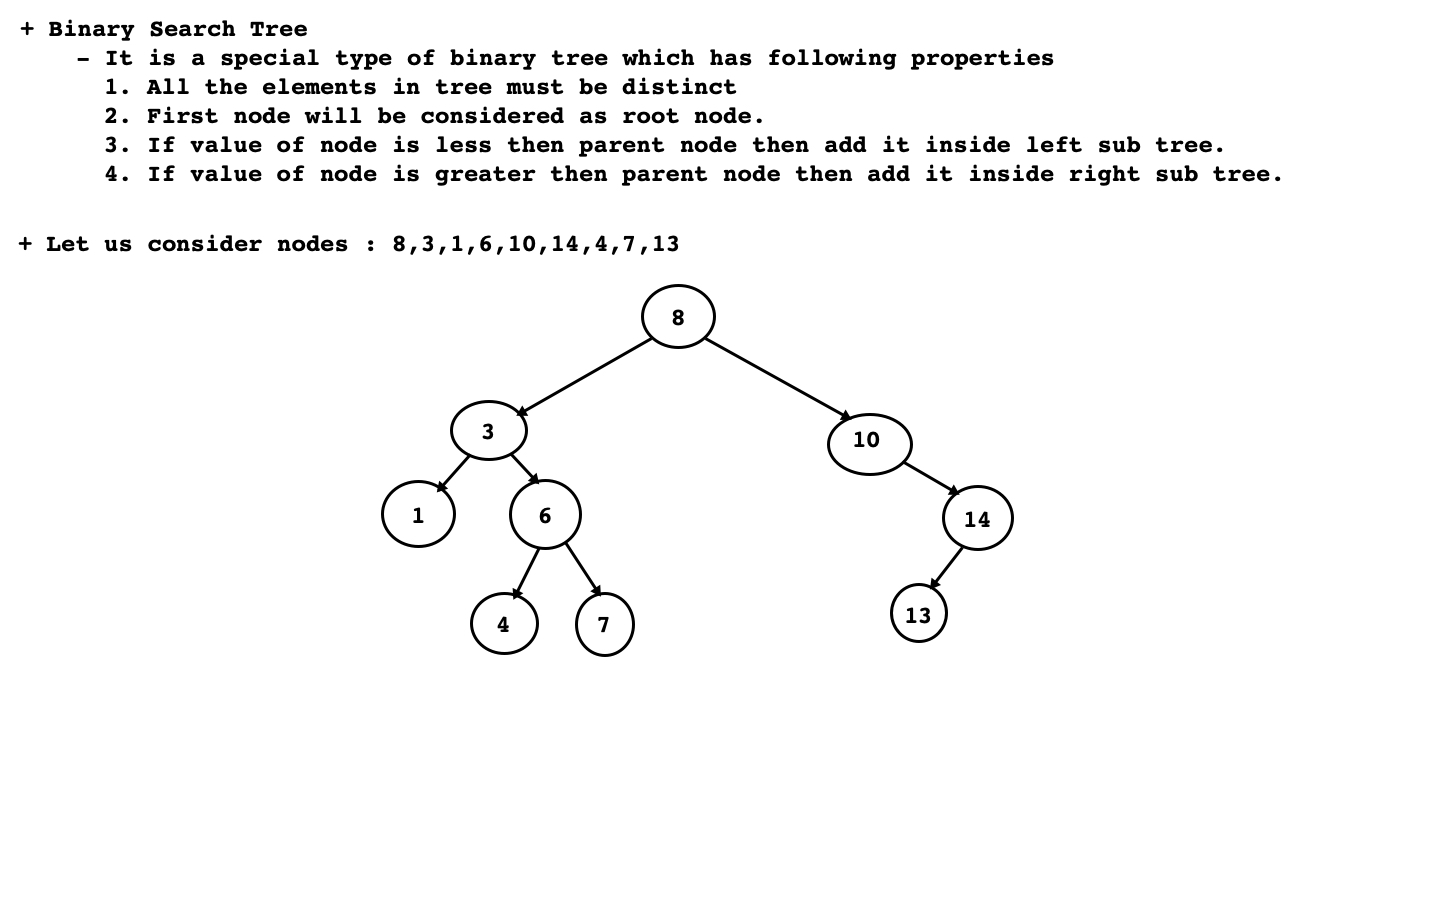 + Binary Search Tree
- It is a special type of binary tree which has following properties
1. All the elements in tree must be distinct
2. First node will be considered as root node.
3. If value of node is less then parent node then add it inside left sub tree.
4. If value of node is greater then parent node then add it inside right sub tree.
+ Let us consider nodes : 8,3,1,6,10,14,4,7,13
8
3
10
1
6
14
4
7
13